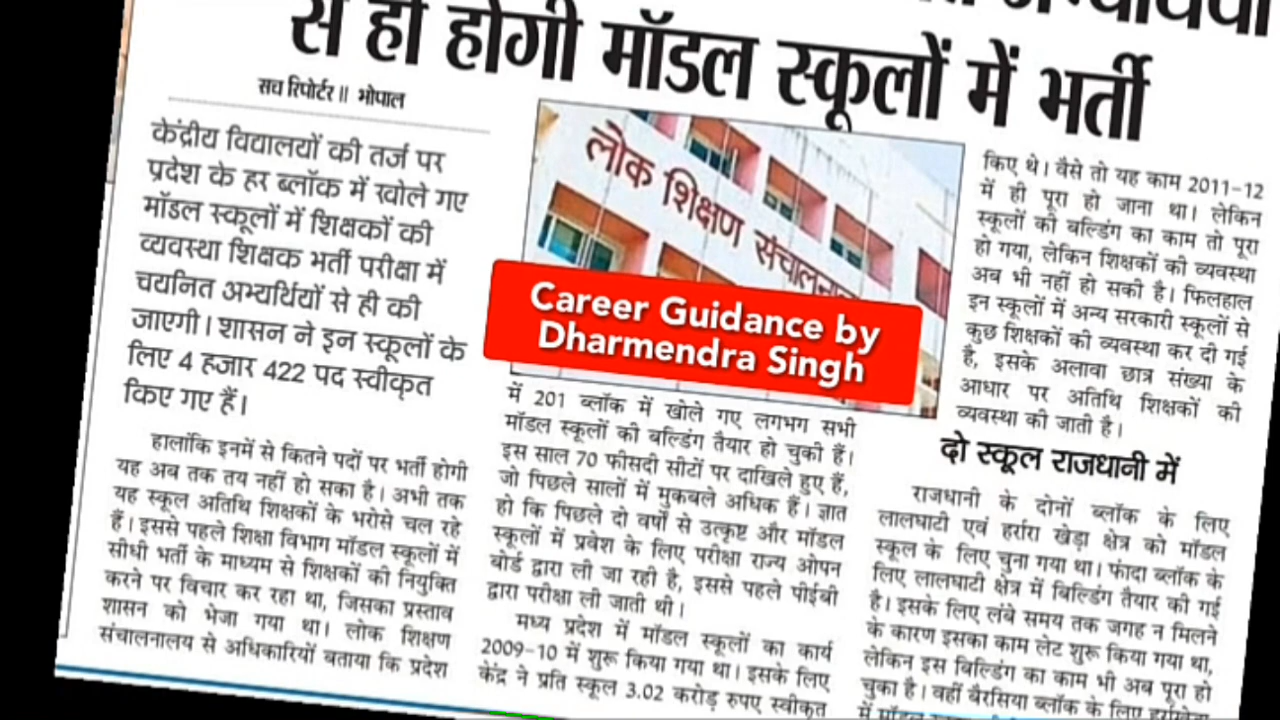 से ही होगी मॉडल स्कूलों में भर्ती
सच रिपोर्टर॥ भोपाल
केंद्रीय विद्यालयों की तर्ज पर
प्रदेश के हर ब्लॉक में खोले गए
मॉडल स्कूलों में शिक्षकों की
व्यवस्था शिक्षक भर्ती परीक्षा में
चयनित अभ्यर्थियों से ही की
जाएगी। शासन ने इन स्कूलों के
लिए 4 हजार 422 पद स्वीकृत
किए गए हैं।
हालांकि इनमें से कितने पदों पर भर्ती होगी
यह अब तक तय नहीं हो सका है। अभी तक
यह स्कूल अतिथि शिक्षकों के भरोसे चल रहे
हैं। इससे पहले शिक्षा विभाग मॉडल स्कूलों में
सीधी भर्ती के माध्यम से शिक्षकों की नियुक्ति
करने पर विचार कर रहा था, जिसका प्रस्ताव
शासन को भेजा गया था। लोक शिक्षण
संचालनालय से अधिकारियों बताया कि प्रदेश
लोक शिक्षण संचालनालय
Career Guidance by
Dharmendra Singh
में 201 ब्लॉक में खोले गए लगभग सभी
मॉडल स्कूलों की बल्डिंग तैयार हो चुकी हैं।
इस साल 70 फीसदी सीटों पर दाखिले हुए हैं,
जो पिछले सालों में मुकबले अधिक हैं। ज्ञात
हो कि पिछले दो वर्षों से उत्कृष्ट और मॉडल
स्कूलों में प्रवेश के लिए परीक्षा राज्य ओपन
बोर्ड द्वारा ली जा रही है, इससे पहले पीईबी
द्वारा परीक्षा ली जाती थी।
मध्य प्रदेश में मॉडल स्कूलों का कार्य
2009-10 में शुरू किया गया था। इसके लिए
केंद्र ने प्रति स्कूल 3.02 करोड़ रुपए स्वीकृत
किए थे। वैसे तो यह काम 2011-12
में ही पूरा हो जाना था। लेकिन
स्कूलों की बल्डिंग का काम तो पूरा
हो गया, लेकिन शिक्षकों की व्यवस्था
अब भी नहीं हो सकी है। फिलहाल
इन स्कूलों में अन्य सरकारी स्कूलों से
कुछ शिक्षकों की व्यवस्था कर दी गई
है, इसके अलावा छात्र संख्या के
आधार पर अतिथि शिक्षकों की
व्यवस्था की जाती है।
दो स्कूल राजधानी में
राजधानी के दोनों ब्लॉक के लिए
लालघाटी एवं हर्रारा खेड़ा क्षेत्र को मॉडल
स्कूल के लिए चुना गया था। फांदा ब्लॉक के
लिए लालघाटी क्षेत्र में बिल्डिंग तैयार की गई
है। इसके लिए लंबे समय तक जगह न मिलने
के कारण इसका काम लेट शुरू किया गया था,
लेकिन इस बिल्डिंग का काम भी अब पूरा हो
चुका है। वहीं बैरसिया ब्लॉक के लिए
में मॉडल